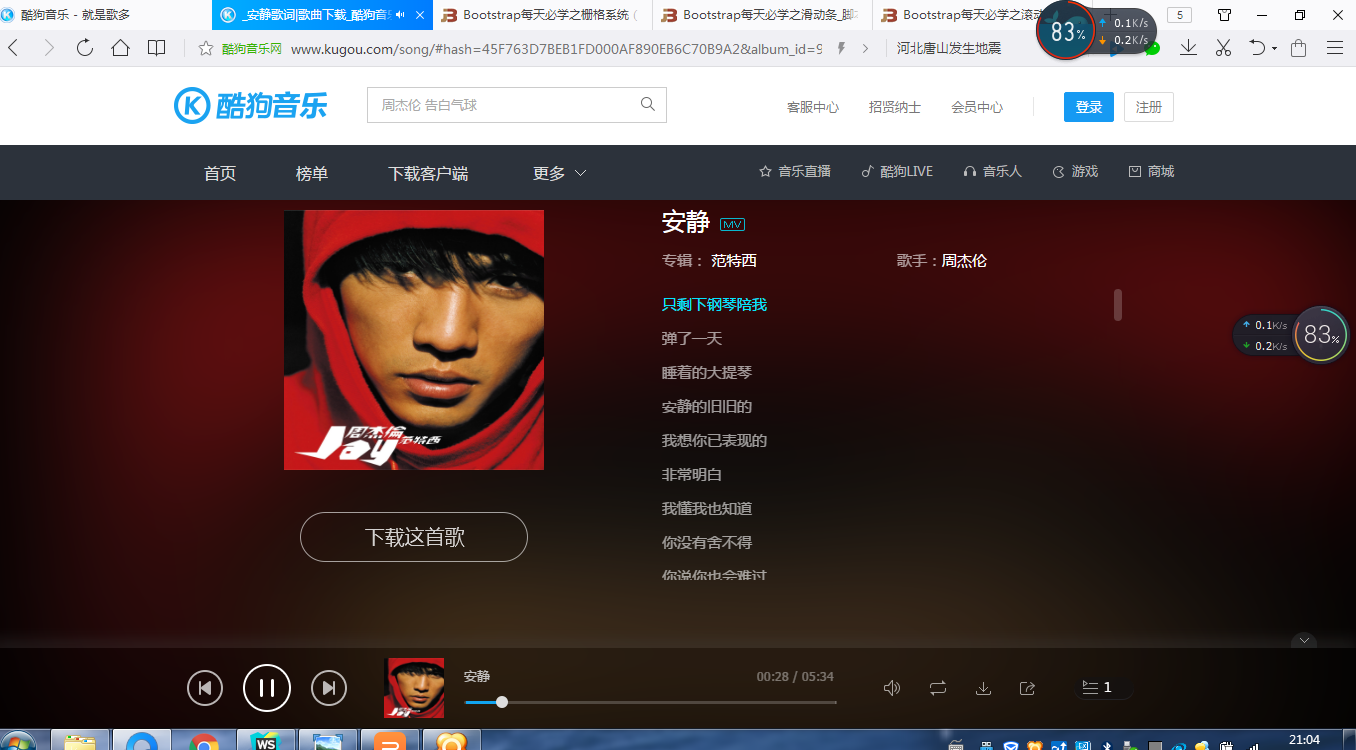 酷狗音乐 - 就是歌多
_安静歌词|歌曲下载_酷狗音
Bootstrap每天必学之栅格系统（
Bootstrap每天必学之滑动条_脚
Bootstrap每天必学之滚动
5
83%
0.1K/s
0.2K/s
酷狗音乐网
www.kugou.com/song/#hash=45F763D7BEB1FD000AF890EB6C70B9A2&album_id=9
河北唐山发生地震
K 酷狗音乐
周杰伦 告白气球
客服中心
招贤纳士
会员中心
登录
注册
首页
榜单
下载客户端
更多
音乐直播
酷狗LIVE
音乐人
游戏
商城
安静 MV
专辑： 范特西
歌手：周杰伦
只剩下钢琴陪我
弹了一天
睡着的大提琴
安静的旧旧的
我想你已表现的
非常明白
我懂我也知道
你没有舍不得
你说你也会难过
周杰倫
范特西
Jay
下载这首歌
0.1K/s
0.2K/s
83%
安静
00:28 / 05:34
1
WS
21:04